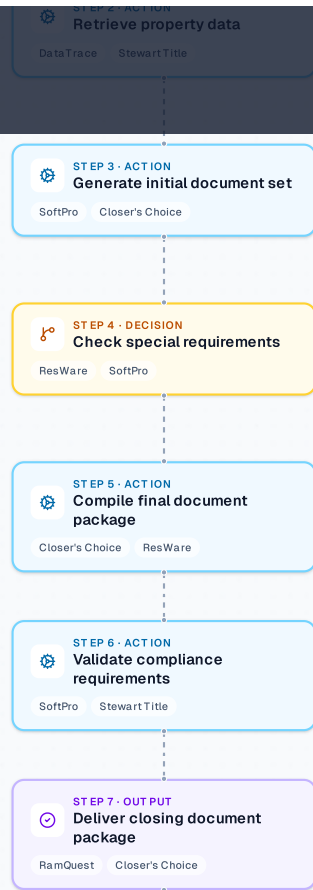 STEP 2 · ACTION
Retrieve property data
DataTrace Stewart Title
STEP 3 · ACTION
Generate initial document set
SoftPro Closer's Choice
STEP 4 · DECISION
Check special requirements
ResWare SoftPro
STEP 5 · ACTION
Compile final document
package
Closer's Choice ResWare
STEP 6 · ACTION
Validate compliance
requirements
SoftPro Stewart Title
STEP 7 · OUTPUT
Deliver closing document
package
RamQuest Closer's Choice